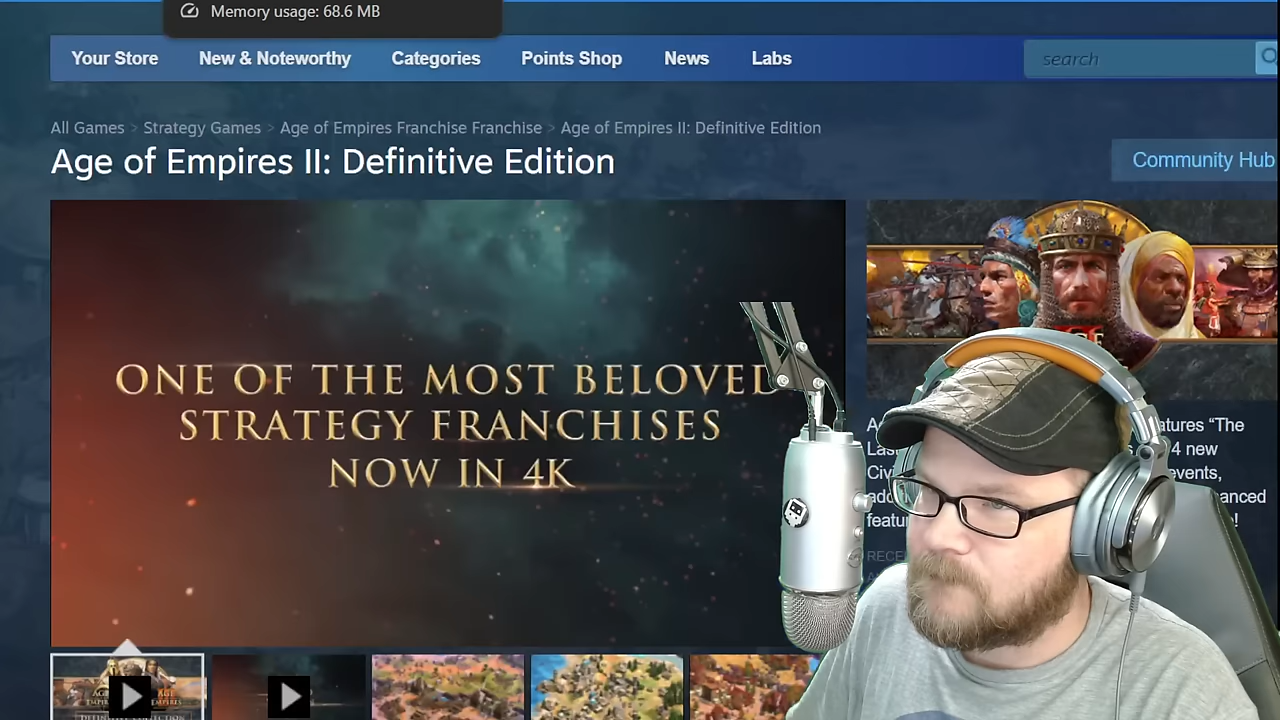 Memory usage: 68.6 MB
Your Store New & Noteworthy Categories Points Shop News Labs search
All Games > Strategy Games > Age of Empires Franchise Franchise > Age of Empires II: Definitive Edition
Age of Empires II: Definitive Edition
Community Hub
ONE OF THE MOST BELOVED
STRATEGY FRANCHISES
NOW IN 4K
atures “The
4 new
events,
featu